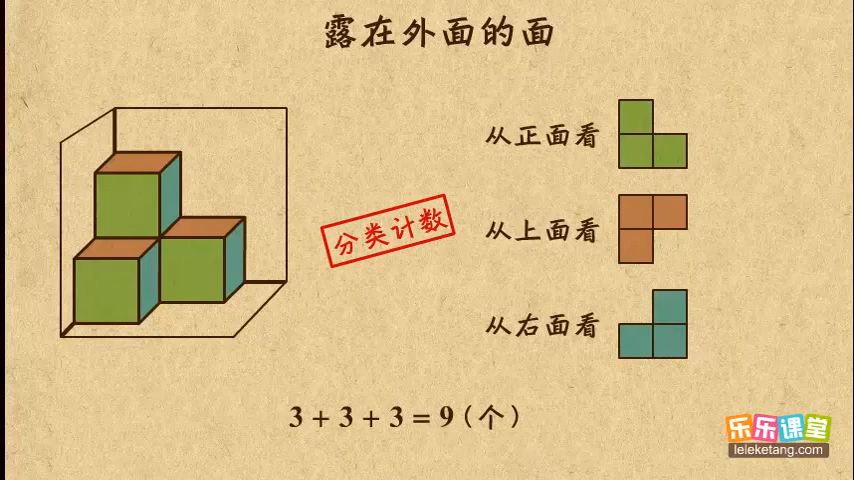 露在外面的面
从正面看
分类计数
从上面看
从右面看
3 + 3 + 3 = 9(个)
乐乐课堂
leleketang.com